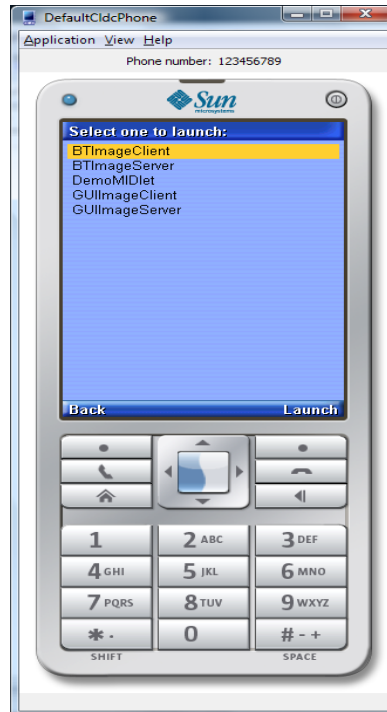 DefaultCldcPhone
Application View Help
Phone number: 123456789
Sun
microsystems
Select one to launch:
BTImageClient
BTImageServer
DemoMIDlet
GUIImageClient
GUIImageServer
Back Launch
1 2 ABC 3 DEF
4 GHI 5 JKL 6 MNO
7 PQRS 8 TUV 9 WXYZ
* . 0 # - +
SHIFT SPACE